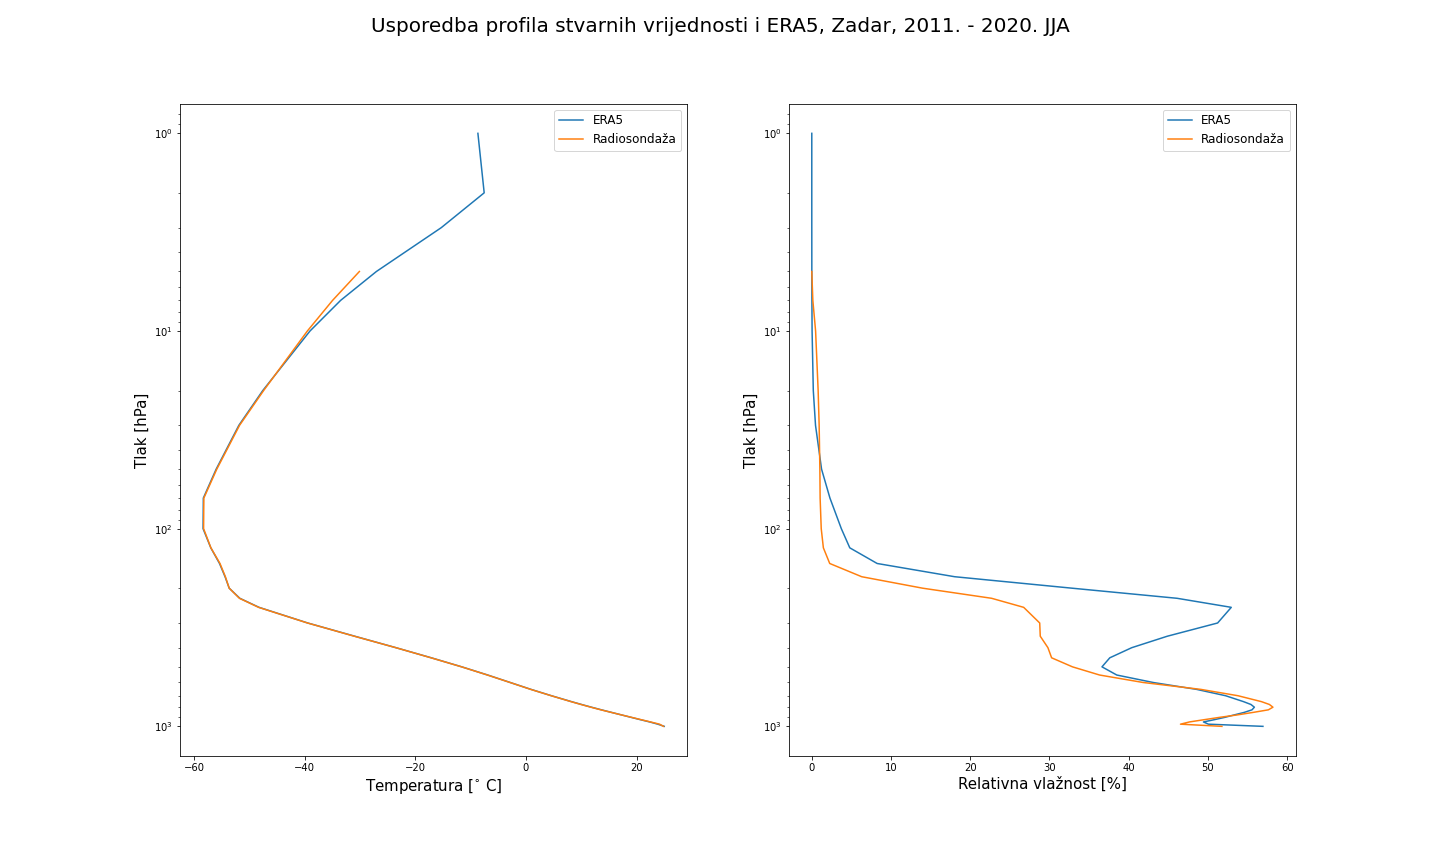 Usporedba profila stvarnih vrijednosti i ERA5, Zadar, 2011. - 2020. JJA
ERA5
Radiosondaža
10⁰
10¹
10²
10³
Tlak [hPa]
−60 −40 −20 0 20
Temperatura [° C]
ERA5
Radiosondaža
10⁰
10¹
10²
10³
Tlak [hPa]
0 10 20 30 40 50 60
Relativna vlažnost [%]